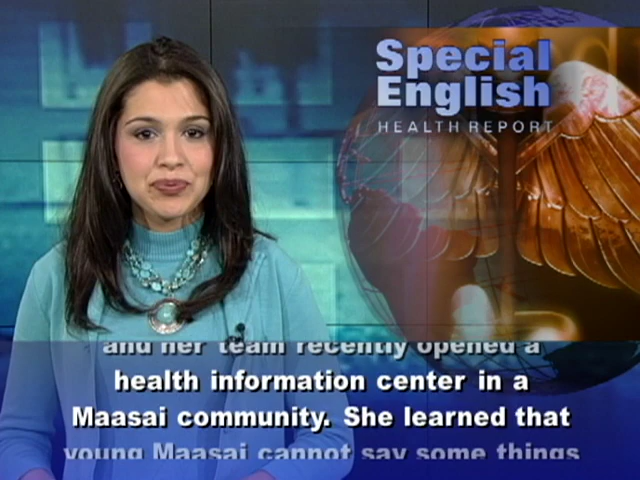 Special
English
HEALTH REPORT
and her team recently opened a
health information center in a
Maasai community. She learned that
young Maasai cannot say some things